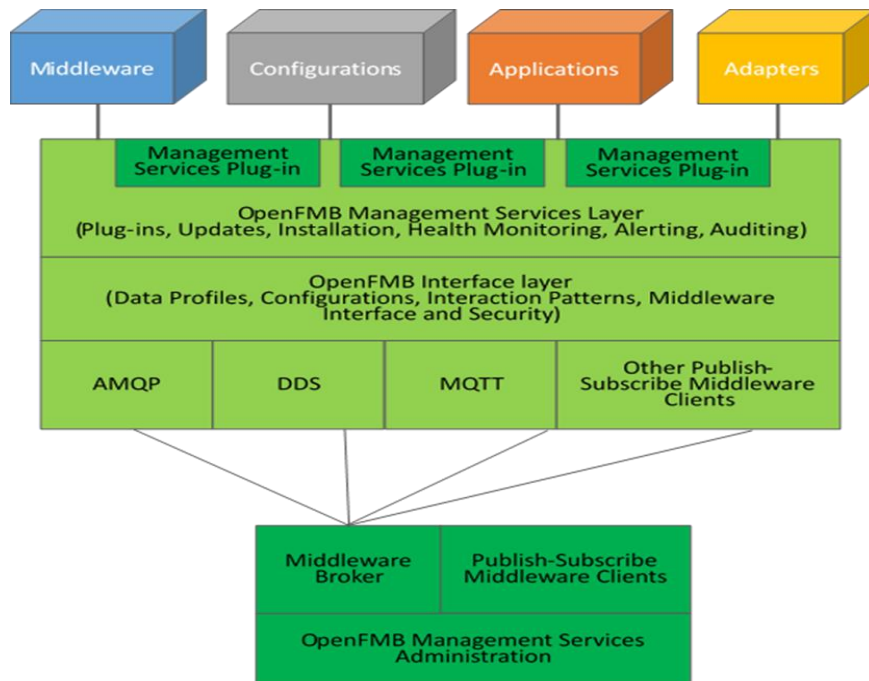 Middleware
Configurations
Applications
Adapters
Management
Services Plug-in
Management
Services Plug-in
Management
Services Plug-in
OpenFMB Management Services Layer
(Plug-ins, Updates, Installation, Health Monitoring, Alerting, Auditing)
OpenFMB Interface layer
(Data Profiles, Configurations, Interaction Patterns, Middleware
Interface and Security)
AMQP
DDS
MQTT
Other Publish-
Subscribe Middleware
Clients
Middleware
Broker
Publish-Subscribe
Middleware Clients
OpenFMB Management Services
Administration